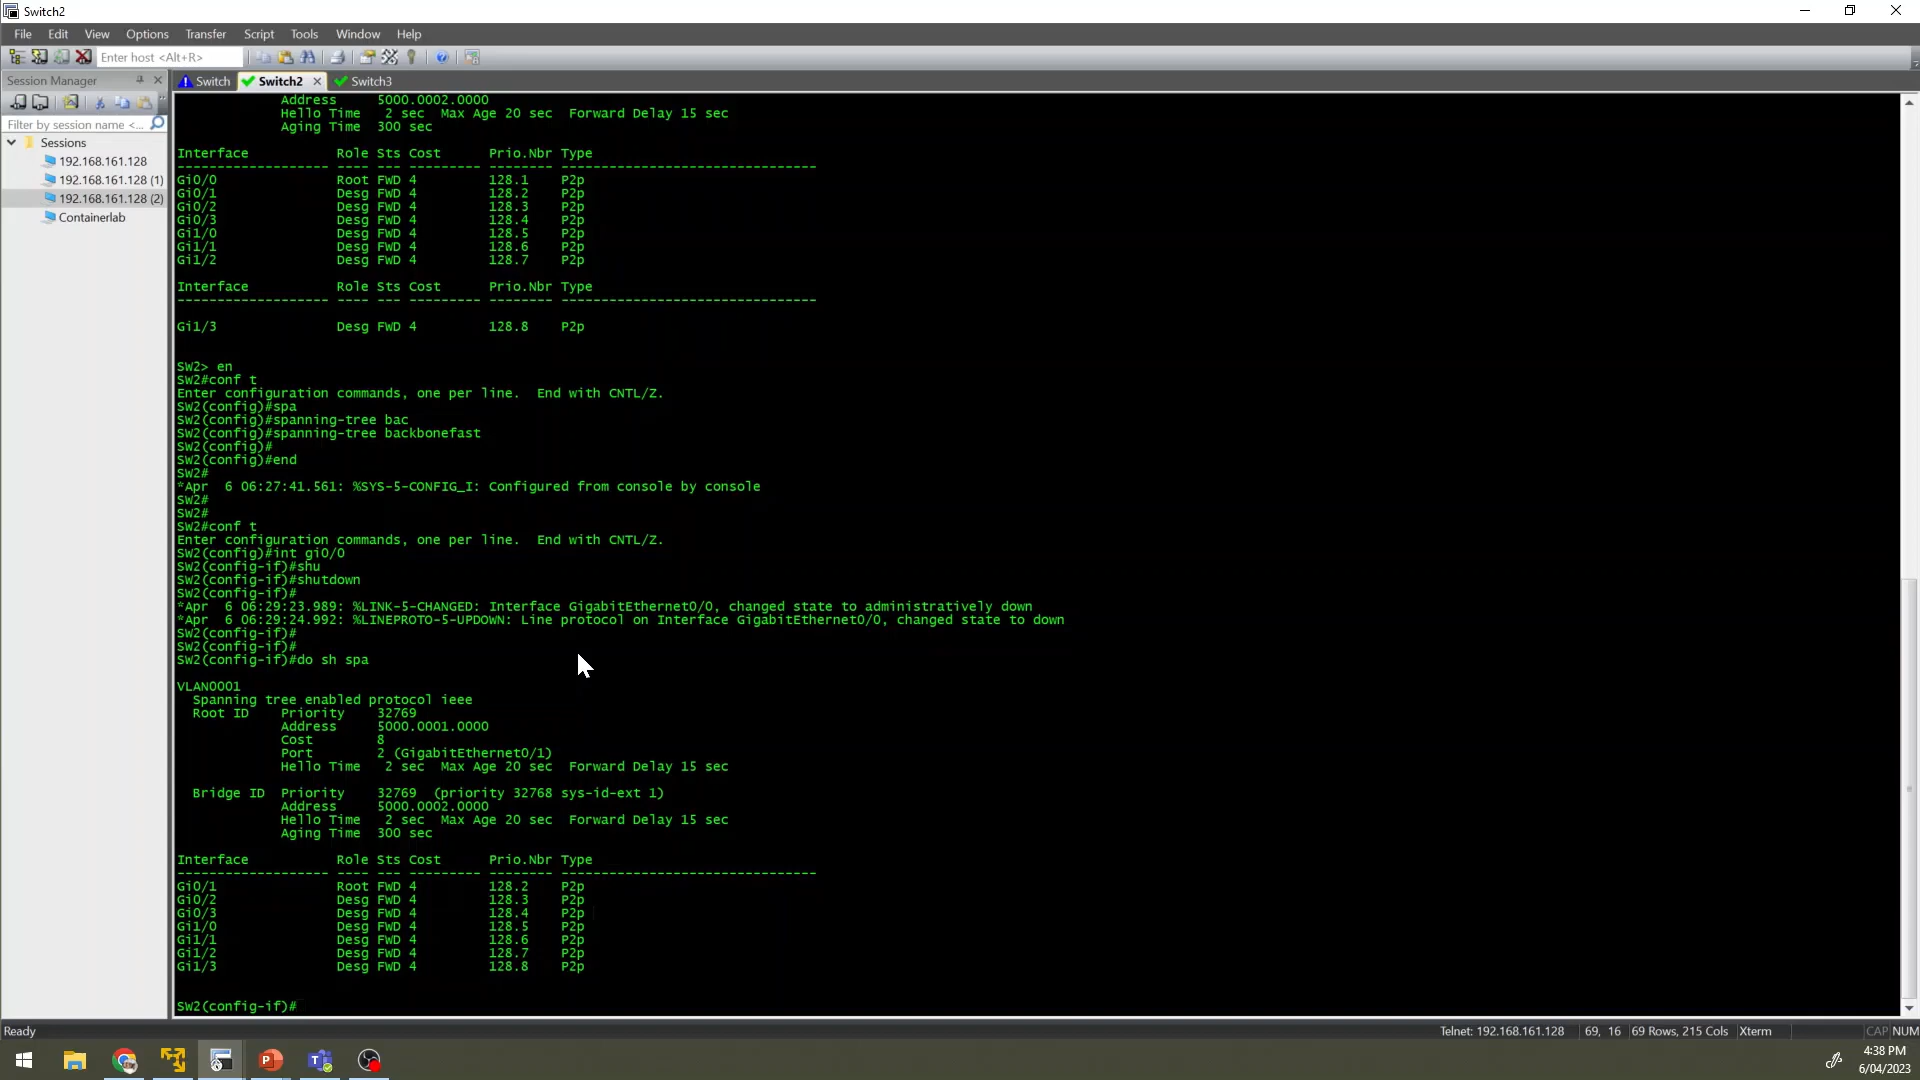 Switch2
File Edit View Options Transfer Script Tools Window Help
Enter host <Alt+R>
Session Manager
Switch Switch2 Switch3
Filter by session name <...
Sessions
192.168.161.128
192.168.161.128 (1)
192.168.161.128 (2)
Containerlab
Address 5000.0002.0000
Hello Time 2 sec Max Age 20 sec Forward Delay 15 sec
Aging Time 300 sec
Interface Role Sts Cost Prio.Nbr Type
------------------- ---- --- --------- -------- --------------------------------
Gi0/0 Root FWD 4 128.1 P2p
Gi0/1 Desg FWD 4 128.2 P2p
Gi0/2 Desg FWD 4 128.3 P2p
Gi0/3 Desg FWD 4 128.4 P2p
Gi1/0 Desg FWD 4 128.5 P2p
Gi1/1 Desg FWD 4 128.6 P2p
Gi1/2 Desg FWD 4 128.7 P2p
Interface Role Sts Cost Prio.Nbr Type
------------------- ---- --- --------- -------- --------------------------------
Gi1/3 Desg FWD 4 128.8 P2p
SW2> en
SW2#conf t
Enter configuration commands, one per line. End with CNTL/Z.
SW2(config)#spa
SW2(config)#spanning-tree bac
SW2(config)#spanning-tree backbonefast
SW2(config)#
SW2(config)#end
SW2#
*Apr 6 06:27:41.561: %SYS-5-CONFIG_I: Configured from console by console
SW2#
SW2#
SW2#conf t
Enter configuration commands, one per line. End with CNTL/Z.
SW2(config)#int gi0/0
SW2(config-if)#shu
SW2(config-if)#shutdown
SW2(config-if)#
*Apr 6 06:29:23.989: %LINK-5-CHANGED: Interface GigabitEthernet0/0, changed state to administratively down
*Apr 6 06:29:24.992: %LINEPROTO-5-UPDOWN: Line protocol on Interface GigabitEthernet0/0, changed state to down
SW2(config-if)#
SW2(config-if)#
SW2(config-if)#do sh spa
VLAN0001
Spanning tree enabled protocol ieee
Root ID Priority 32769
Address 5000.0001.0000
Cost 8
Port 2 (GigabitEthernet0/1)
Hello Time 2 sec Max Age 20 sec Forward Delay 15 sec
Bridge ID Priority 32769 (priority 32768 sys-id-ext 1)
Address 5000.0002.0000
Hello Time 2 sec Max Age 20 sec Forward Delay 15 sec
Aging Time 300 sec
Interface Role Sts Cost Prio.Nbr Type
------------------- ---- --- --------- -------- --------------------------------
Gi0/1 Root FWD 4 128.2 P2p
Gi0/2 Desg FWD 4 128.3 P2p
Gi0/3 Desg FWD 4 128.4 P2p
Gi1/0 Desg FWD 4 128.5 P2p
Gi1/1 Desg FWD 4 128.6 P2p
Gi1/2 Desg FWD 4 128.7 P2p
Gi1/3 Desg FWD 4 128.8 P2p
SW2(config-if)#
Ready Telnet: 192.168.161.128 69, 16 69 Rows, 215 Cols Xterm CAP NUM
4:38 PM
6/04/2023